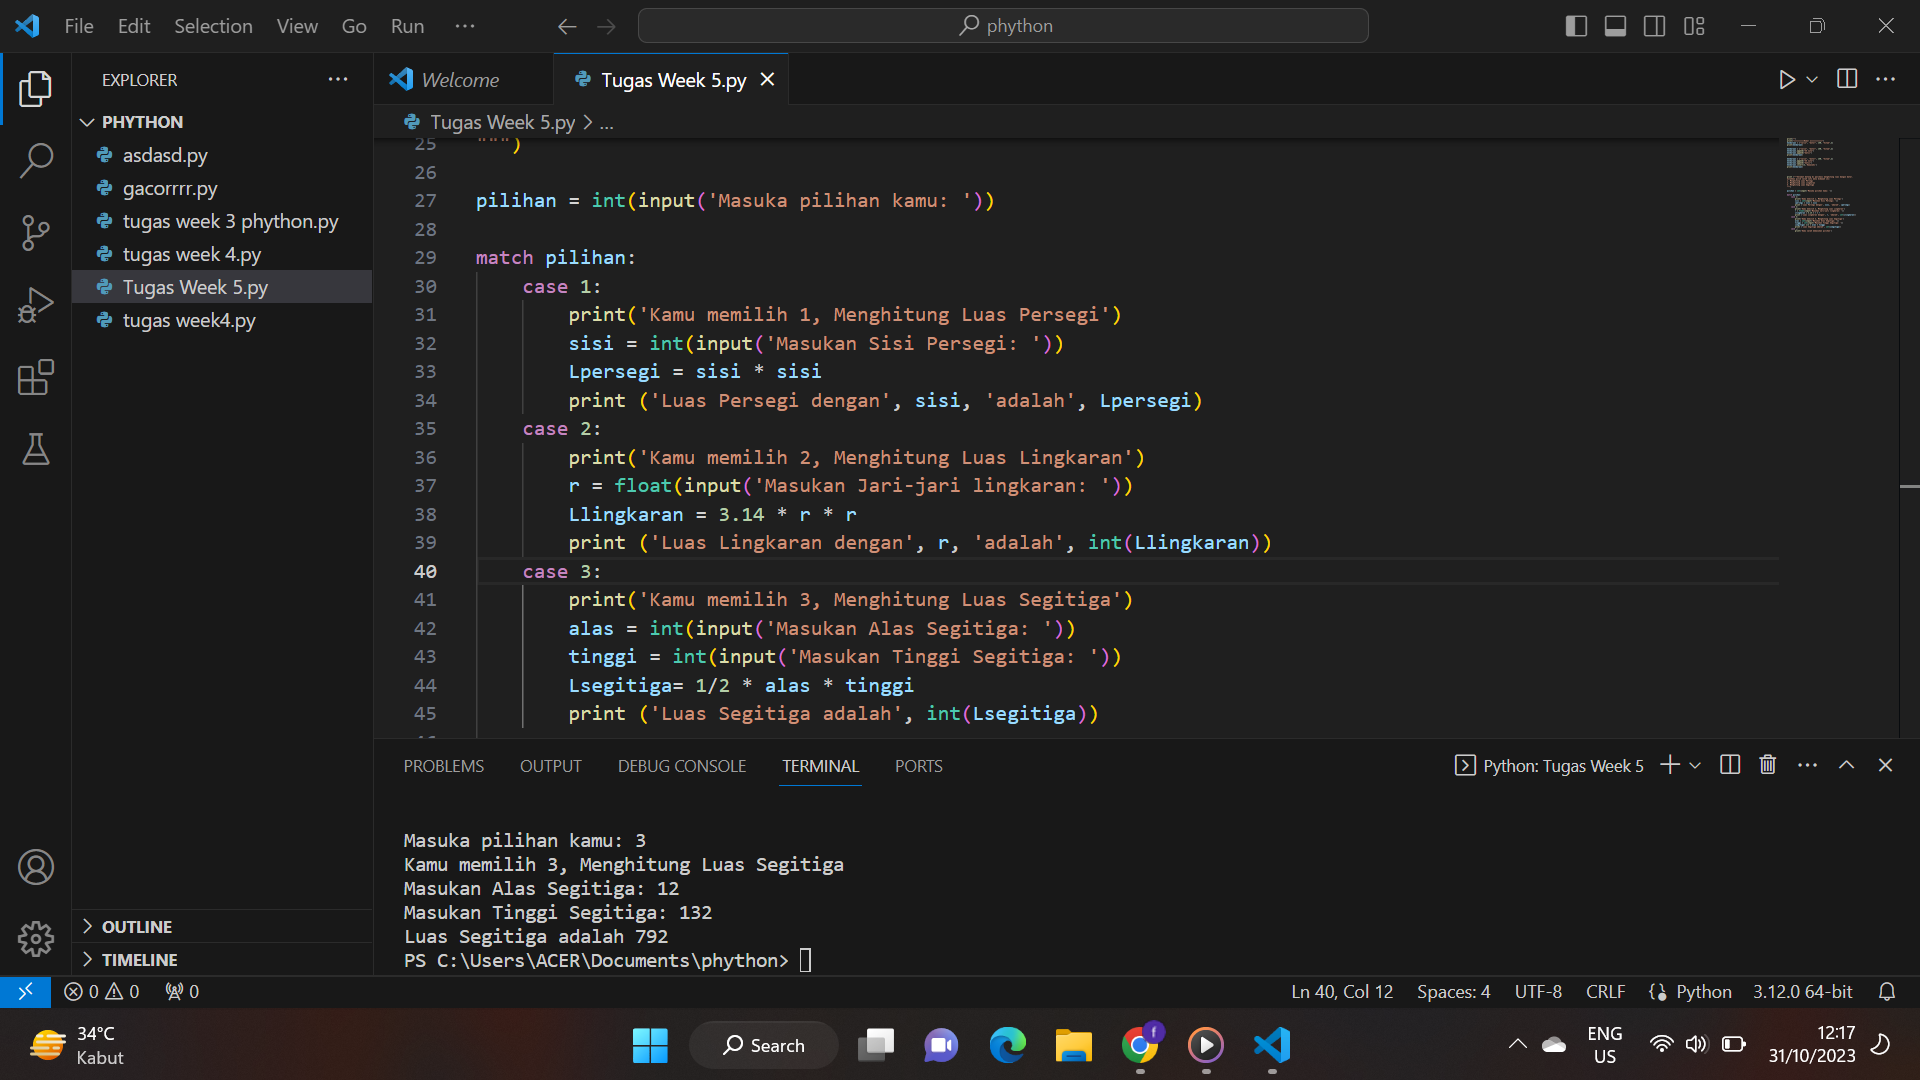 File Edit Selection View Go Run ... phython
EXPLORER ...
PHYTHON
asdasd.py
gacorrrr.py
tugas week 3 phython.py
tugas week 4.py
Tugas Week 5.py
tugas week4.py
OUTLINE
TIMELINE
Welcome Tugas Week 5.py
Tugas Week 5.py > ...
25 """)
26
27 pilihan = int(input('Masuka pilihan kamu: '))
28
29 match pilihan:
30 case 1:
31 print('Kamu memilih 1, Menghitung Luas Persegi')
32 sisi = int(input('Masukan Sisi Persegi: '))
33 Lpersegi = sisi * sisi
34 print ('Luas Persegi dengan', sisi, 'adalah', Lpersegi)
35 case 2:
36 print('Kamu memilih 2, Menghitung Luas Lingkaran')
37 r = float(input('Masukan Jari-jari lingkaran: '))
38 Llingkaran = 3.14 * r * r
39 print ('Luas Lingkaran dengan', r, 'adalah', int(Llingkaran))
40 case 3:
41 print('Kamu memilih 3, Menghitung Luas Segitiga')
42 alas = int(input('Masukan Alas Segitiga: '))
43 tinggi = int(input('Masukan Tinggi Segitiga: '))
44 Lsegitiga= 1/2 * alas * tinggi
45 print ('Luas Segitiga adalah', int(Lsegitiga))
PROBLEMS OUTPUT DEBUG CONSOLE TERMINAL PORTS Python: Tugas Week 5
Masuka pilihan kamu: 3
Kamu memilih 3, Menghitung Luas Segitiga
Masukan Alas Segitiga: 12
Masukan Tinggi Segitiga: 132
Luas Segitiga adalah 792
PS C:\Users\ACER\Documents\phython>
0 0 0 Ln 40, Col 12 Spaces: 4 UTF-8 CRLF Python 3.12.0 64-bit
34°C
Kabut
Search
f
ENG
US
12:17
31/10/2023